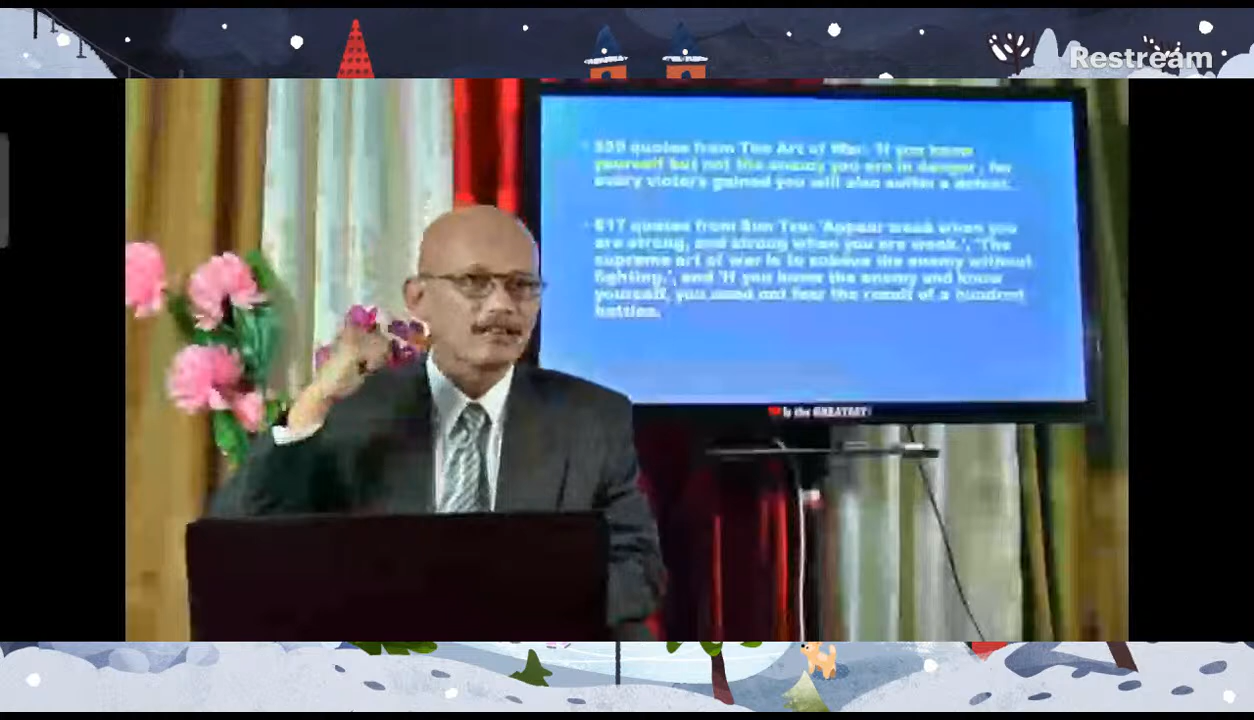 Restream
quotes from The Art of War: 'If you know
yourself but not the enemy you are in danger, for
every victory gained you will also suffer a defeat.
617 quotes from Sun Tzu: 'Appear weak when you
are strong, and strong when you are weak.', 'The
supreme art of war is to subdue the enemy without
fighting.', and 'If you know the enemy and know
yourself, you need not fear the result of a hundred
battles.
is the GREATEST!